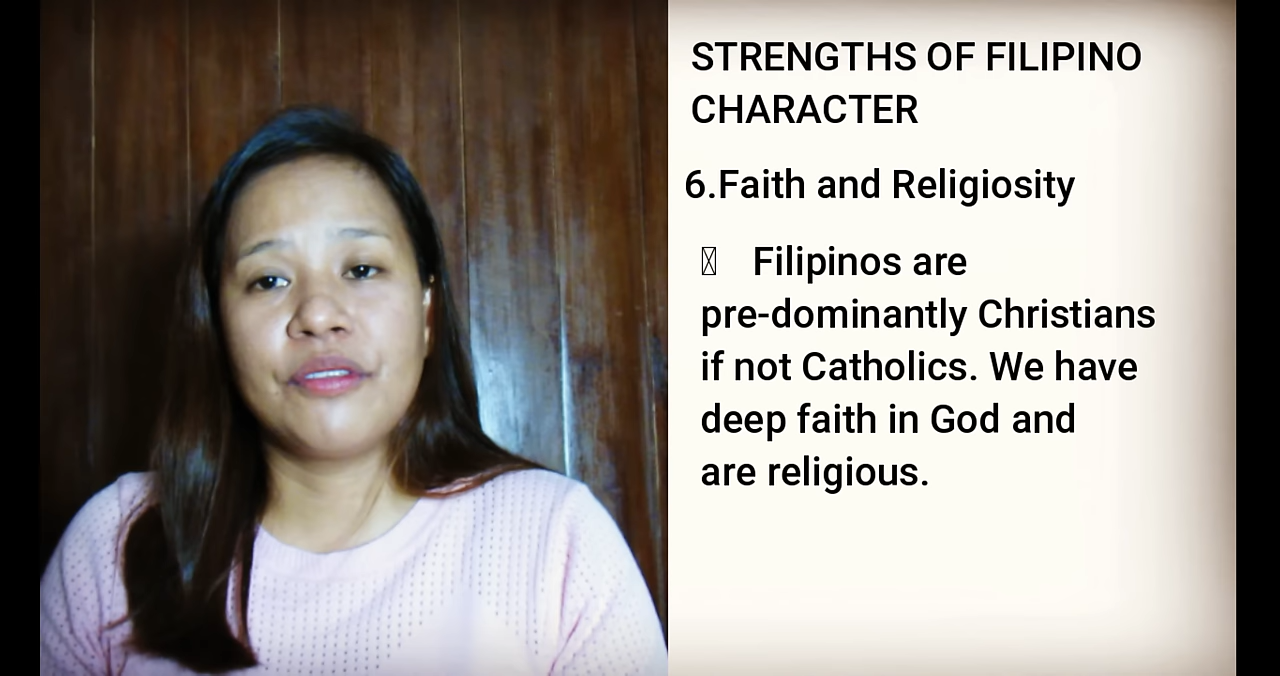 STRENGTHS OF FILIPINO
CHARACTER
6.Faith and Religiosity
Filipinos are
pre-dominantly Christians
if not Catholics. We have
deep faith in God and
are religious.